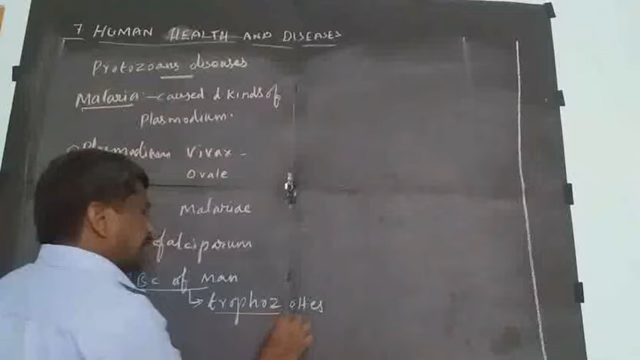 7 HUMAN HEALTH AND DISEASES
Protozoans diseases
Malaria - caused d kinds of
Plasmodium.
Plasmodium Vivax -
Ovale
Malariae
falciparum
Bc of Man
trophozoites